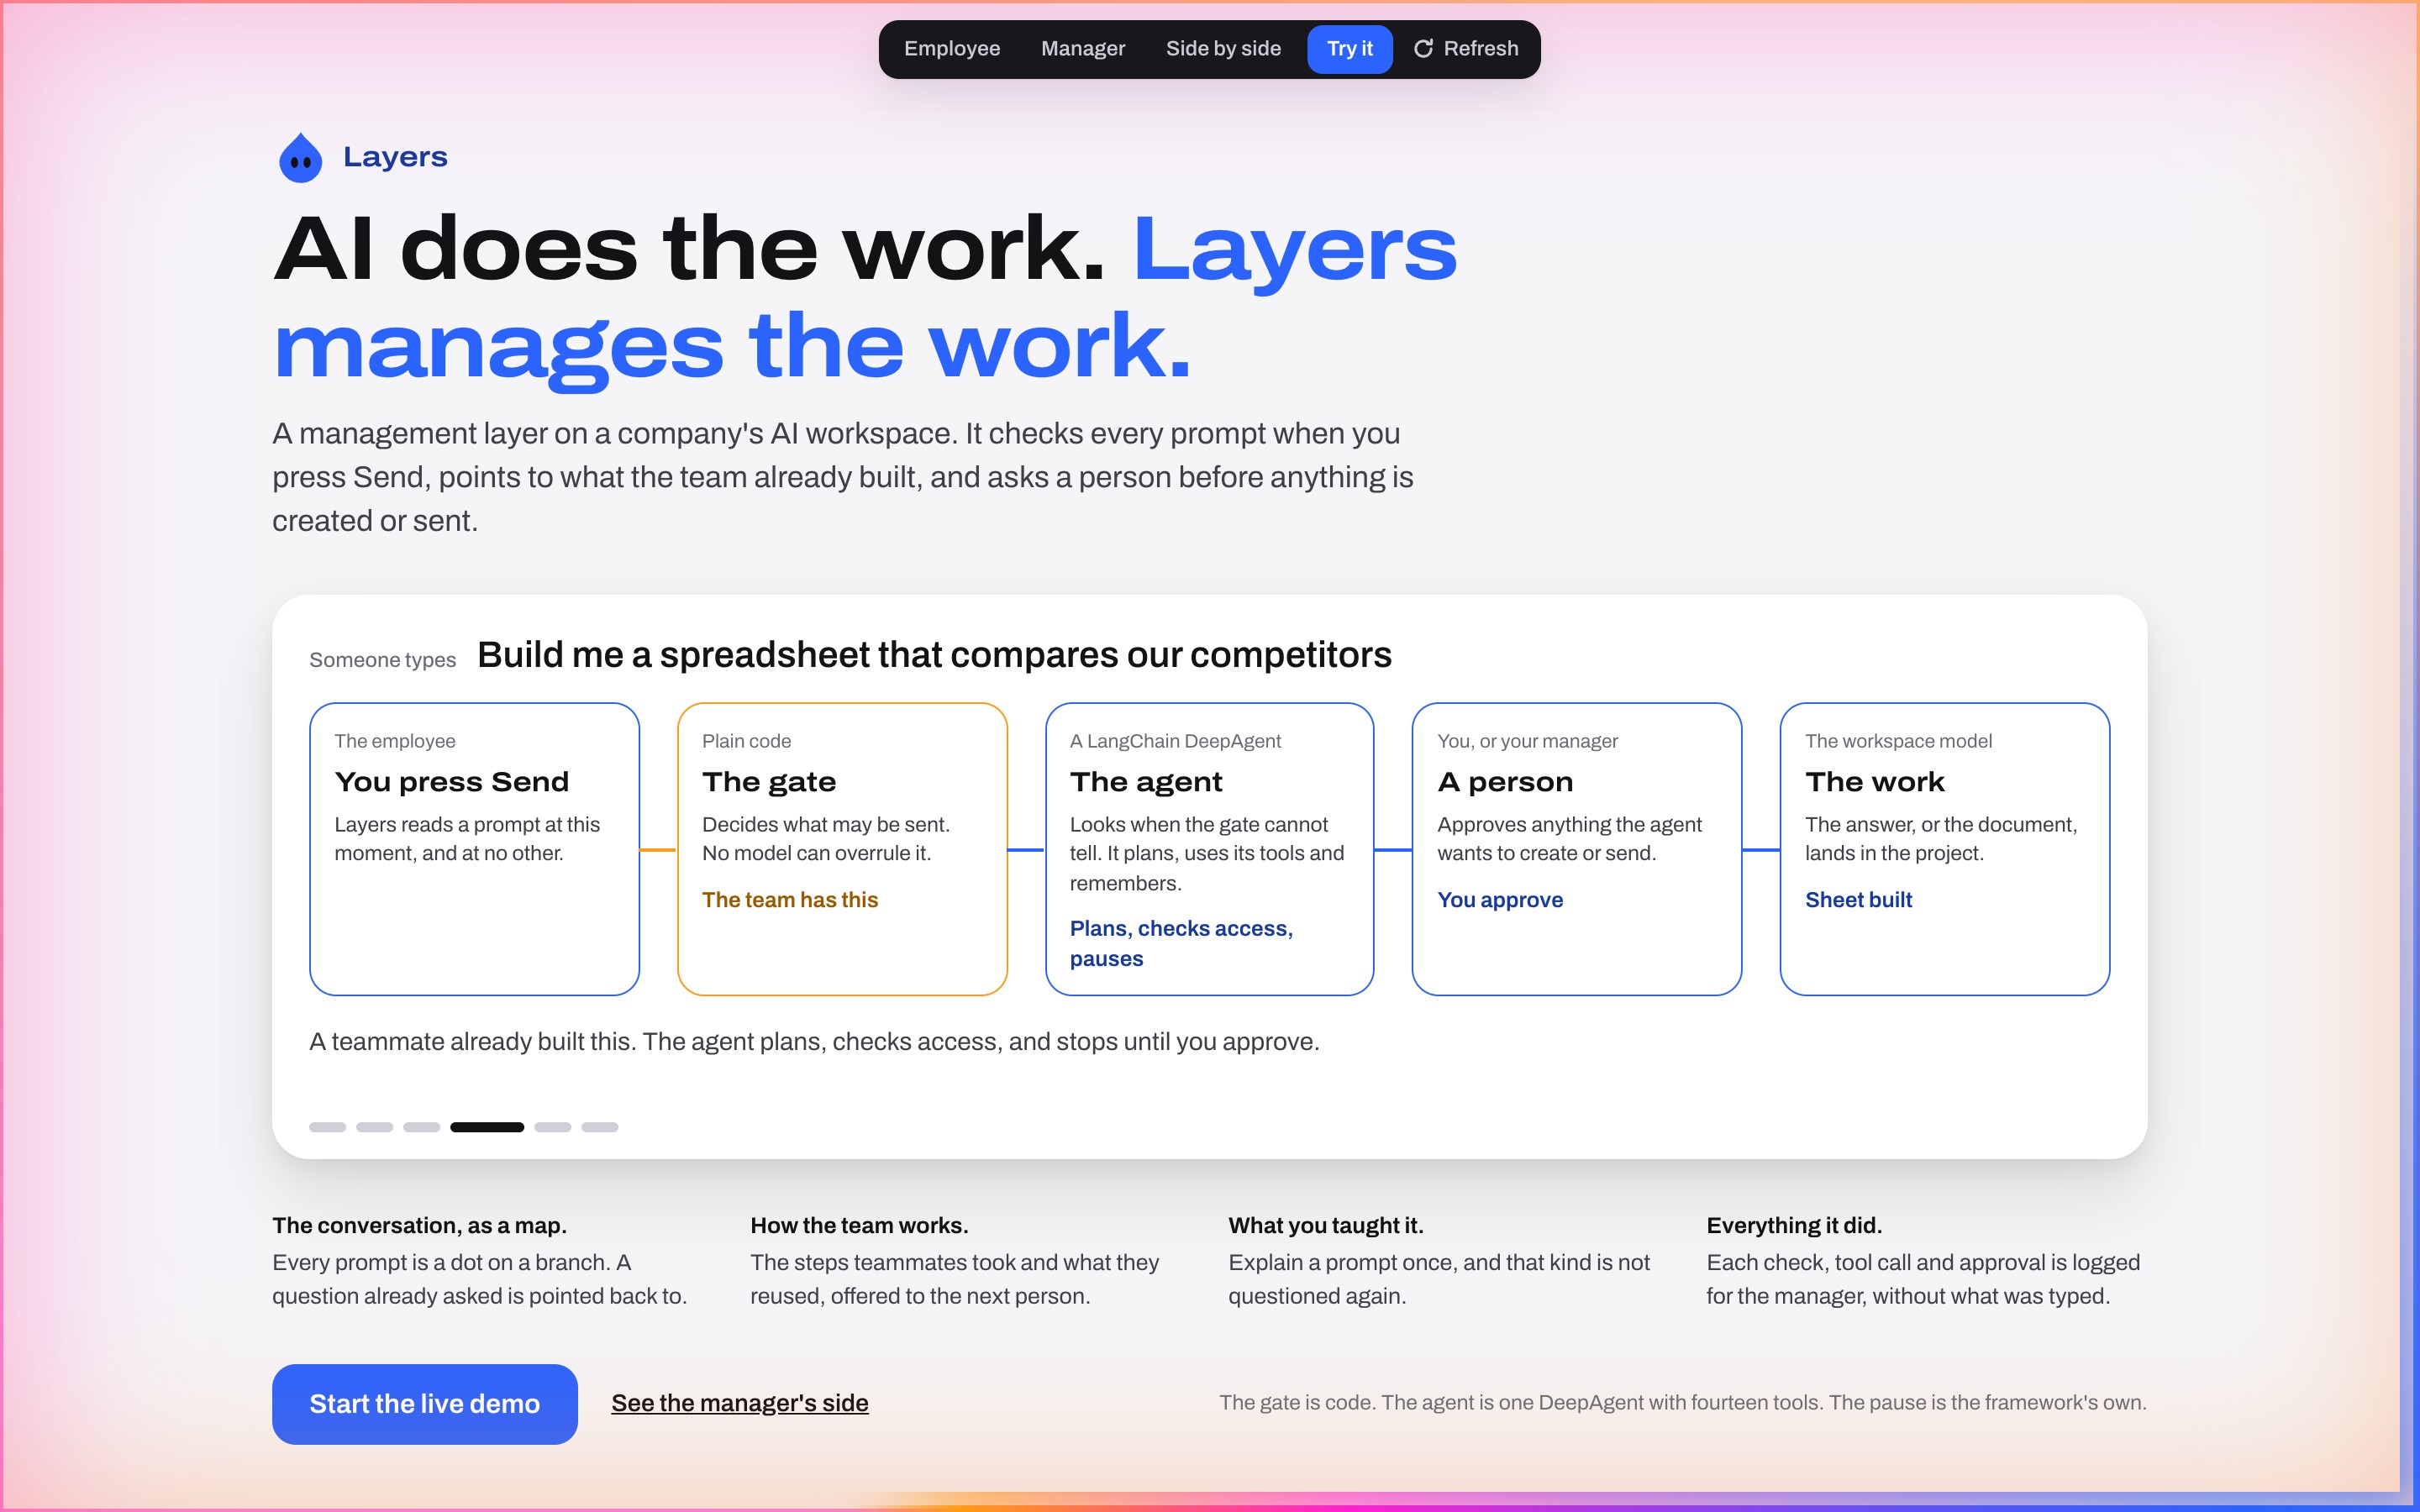 Employee Manager Side by side Try it Refresh
Layers
AI does the work. Layers
manages the work.
A management layer on a company's AI workspace. It checks every prompt when you
press Send, points to what the team already built, and asks a person before anything is
created or sent.
Someone types Build me a spreadsheet that compares our competitors
The employee
You press Send
Layers reads a prompt at this
moment, and at no other.
Plain code
The gate
Decides what may be sent.
No model can overrule it.
The team has this
A LangChain DeepAgent
The agent
Looks when the gate cannot
tell. It plans, uses its tools and
remembers.
Plans, checks access,
pauses
You, or your manager
A person
Approves anything the agent
wants to create or send.
You approve
The workspace model
The work
The answer, or the document,
lands in the project.
Sheet built
A teammate already built this. The agent plans, checks access, and stops until you approve.
The conversation, as a map.
Every prompt is a dot on a branch. A
question already asked is pointed back to.
How the team works.
The steps teammates took and what they
reused, offered to the next person.
What you taught it.
Explain a prompt once, and that kind is not
questioned again.
Everything it did.
Each check, tool call and approval is logged
for the manager, without what was typed.
Start the live demo See the manager's side The gate is code. The agent is one DeepAgent with fourteen tools. The pause is the framework's own.